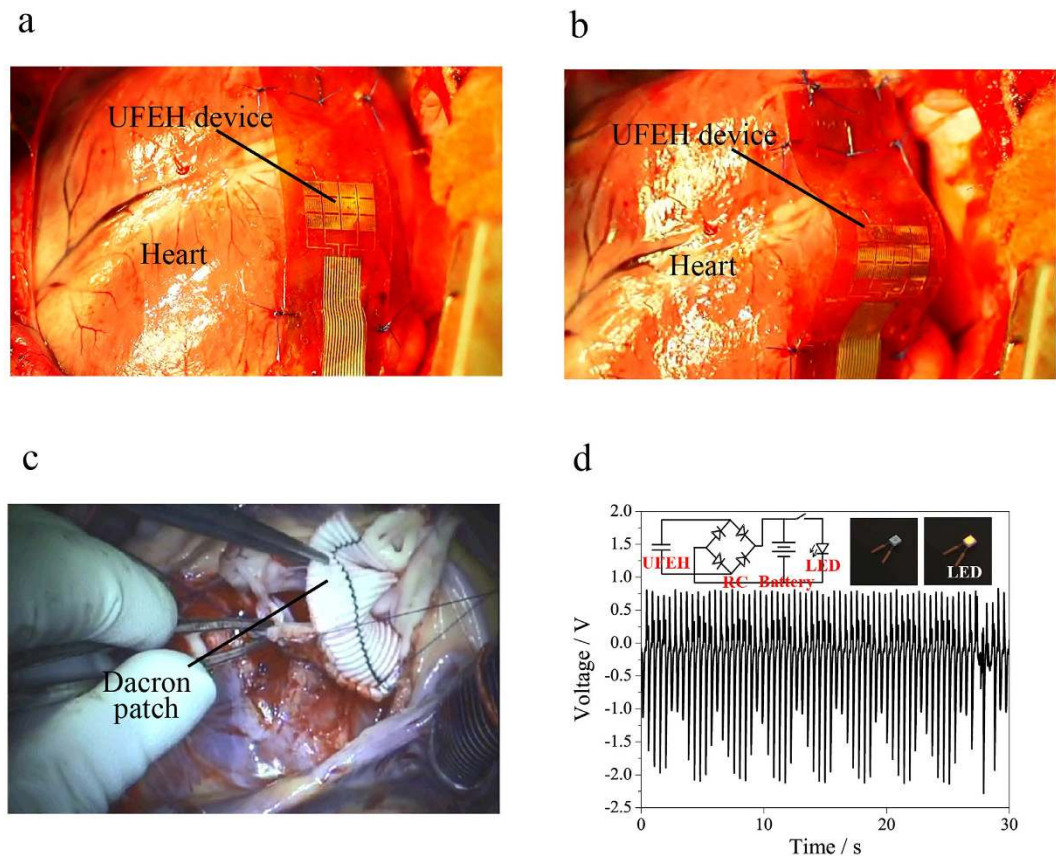 a
b
UFEH device
Heart
UFEH device
Heart
c
d
Dacron
patch
Voltage / V
2.0
1.5
1.0
0.5
0.0
-0.5
-1.0
-1.5
-2.0
-2.5
UFEH
RC
Battery
LED
LED
0
10
20
30
Time / s